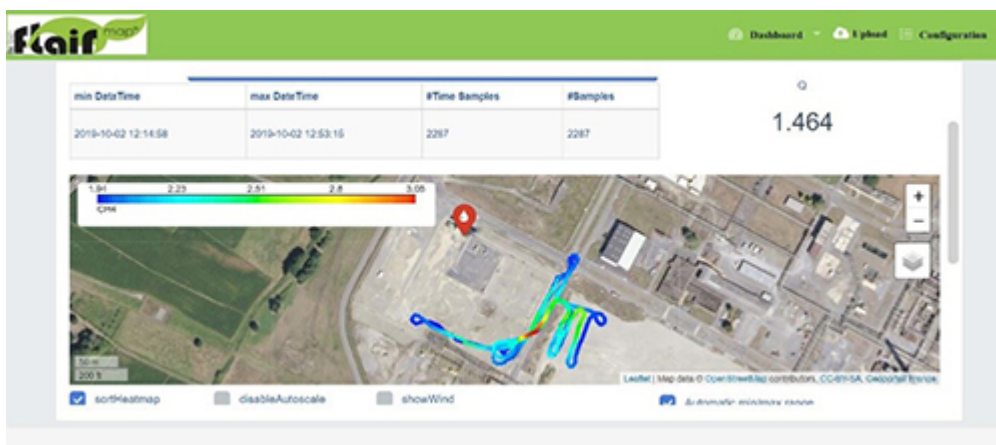 Flaif map
Dashboard Upload Configuration
min DateTime max DateTime #Time Samples #Samples
Q
1.464
2019-10-02 12:14:58 2019-10-02 12:53:15 2287 2287
1.94 2.23 2.51 2.8 3.08
CH4
50 m
200 ft
Leaflet | Map data © OpenStreetMap contributors, CC-BY-SA, Geoportail France
sortHeatmap disableAutoscale showWind Automatic min/max range